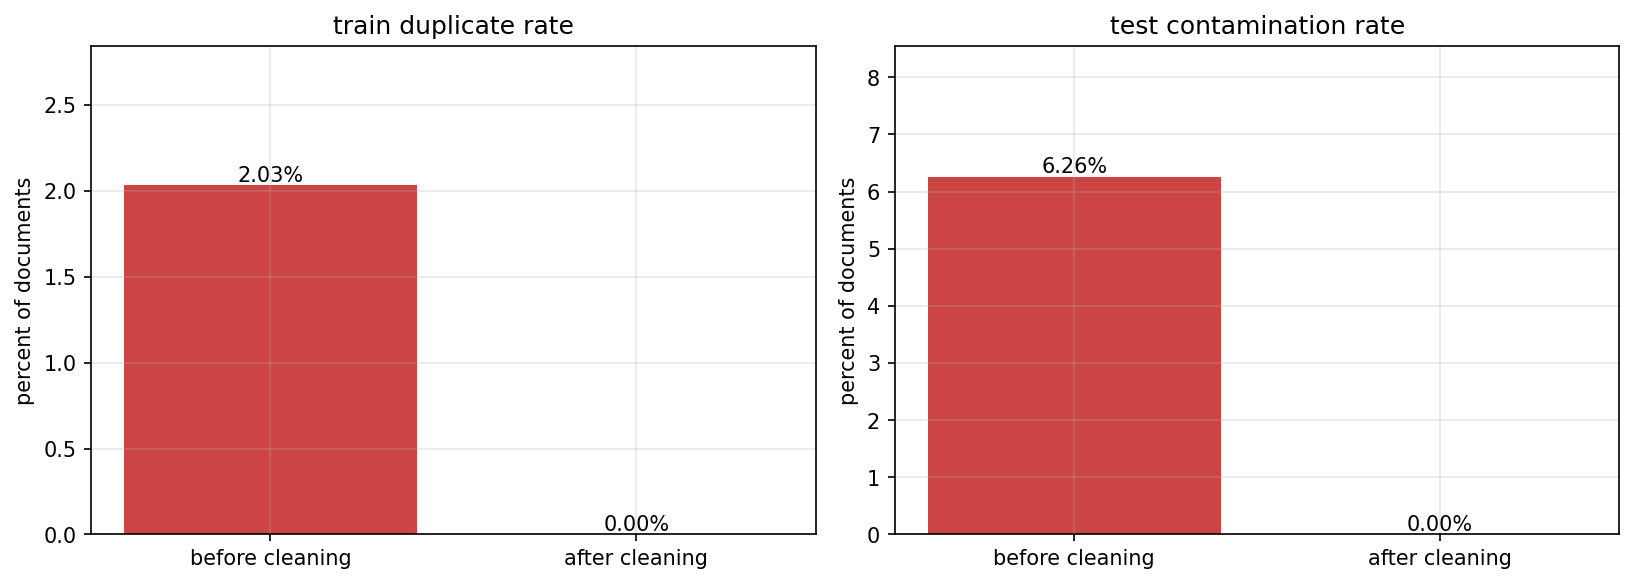 train duplicate rate
percent of documents
2.5
2.0
1.5
1.0
0.5
0.0
2.03%
0.00%
before cleaning
after cleaning
test contamination rate
percent of documents
8
7
6
5
4
3
2
1
0
6.26%
0.00%
before cleaning
after cleaning